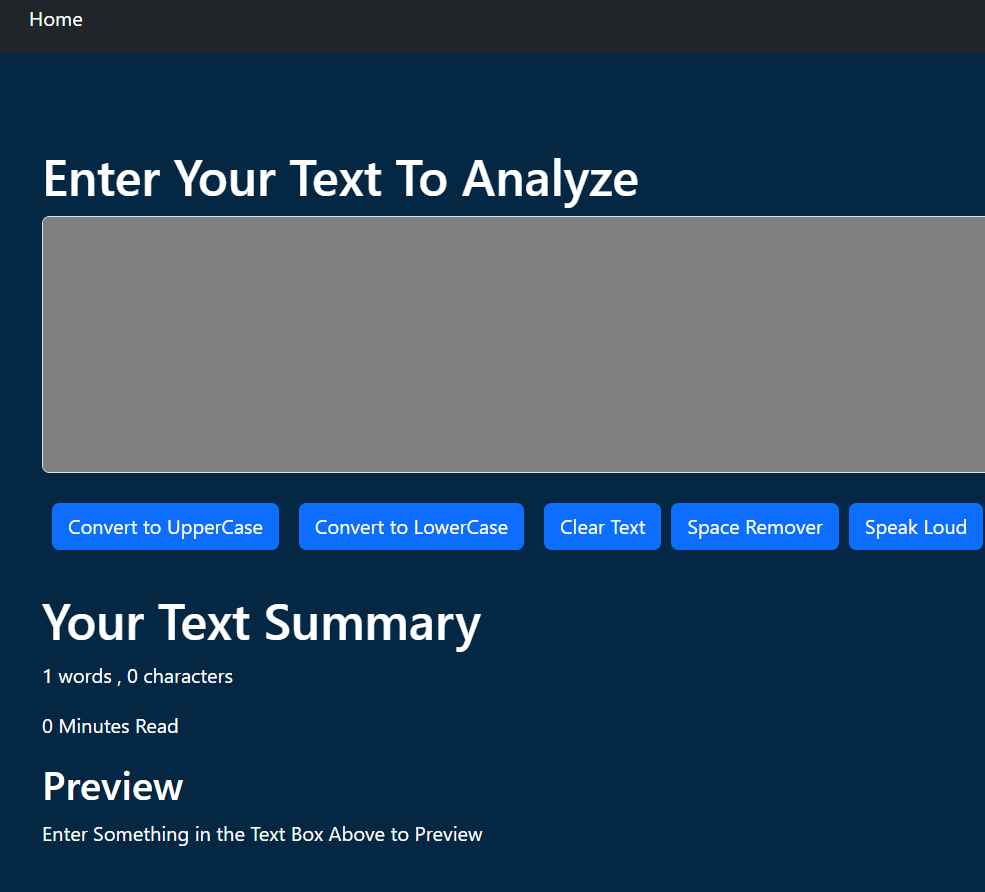 Home
Enter Your Text To Analyze
Convert to UpperCase Convert to LowerCase Clear Text Space Remover Speak Loud
Your Text Summary
1 words , 0 characters
0 Minutes Read
Preview
Enter Something in the Text Box Above to Preview